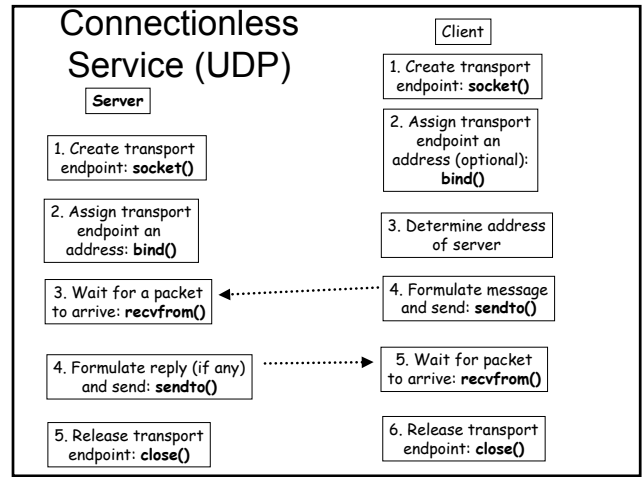 Connectionless
Service (UDP)
Server
1. Create transport
endpoint: socket()
2. Assign transport
endpoint an
address: bind()
3. Wait for a packet
to arrive: recvfrom()
4. Formulate reply (if any)
and send: sendto()
5. Release transport
endpoint: close()
Client
1. Create transport
endpoint: socket()
2. Assign transport
endpoint an
address (optional):
bind()
3. Determine address
of server
4. Formulate message
and send: sendto()
5. Wait for packet
to arrive: recvfrom()
6. Release transport
endpoint: close()